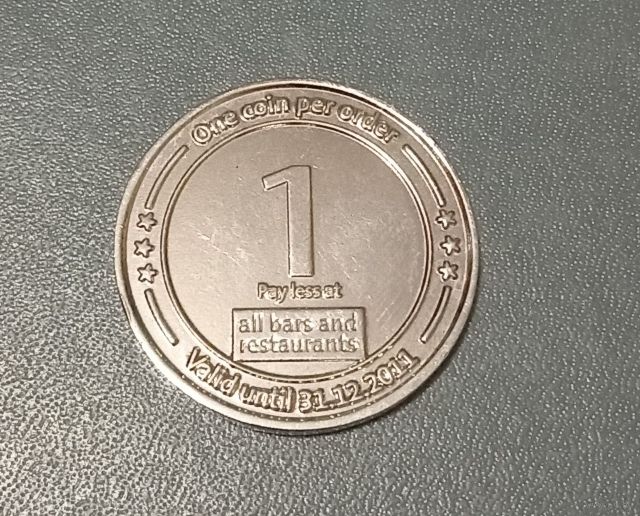 One coin per order
1
Pay less at
all bars and
restaurants
Valid until 31.12.2011